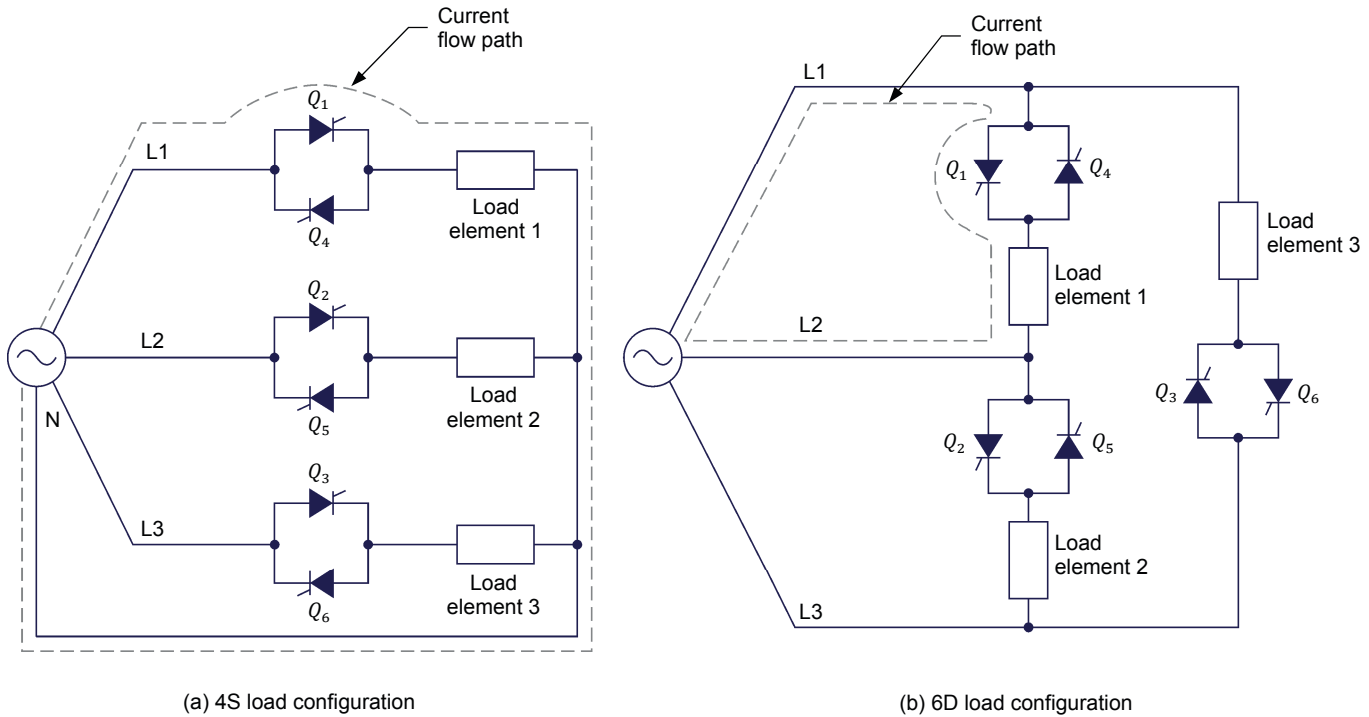 Current
flow path
L1
Q1
Q4
Load
element 1
L2
Q2
Q5
Load
element 2
N
L3
Q3
Q6
Load
element 3
(a) 4S load configuration
Current
flow path
L1
Q1
Q4
Load
element 1
Load
element 3
L2
Q2
Q5
Q3
Q6
Load
element 2
L3
(b) 6D load configuration